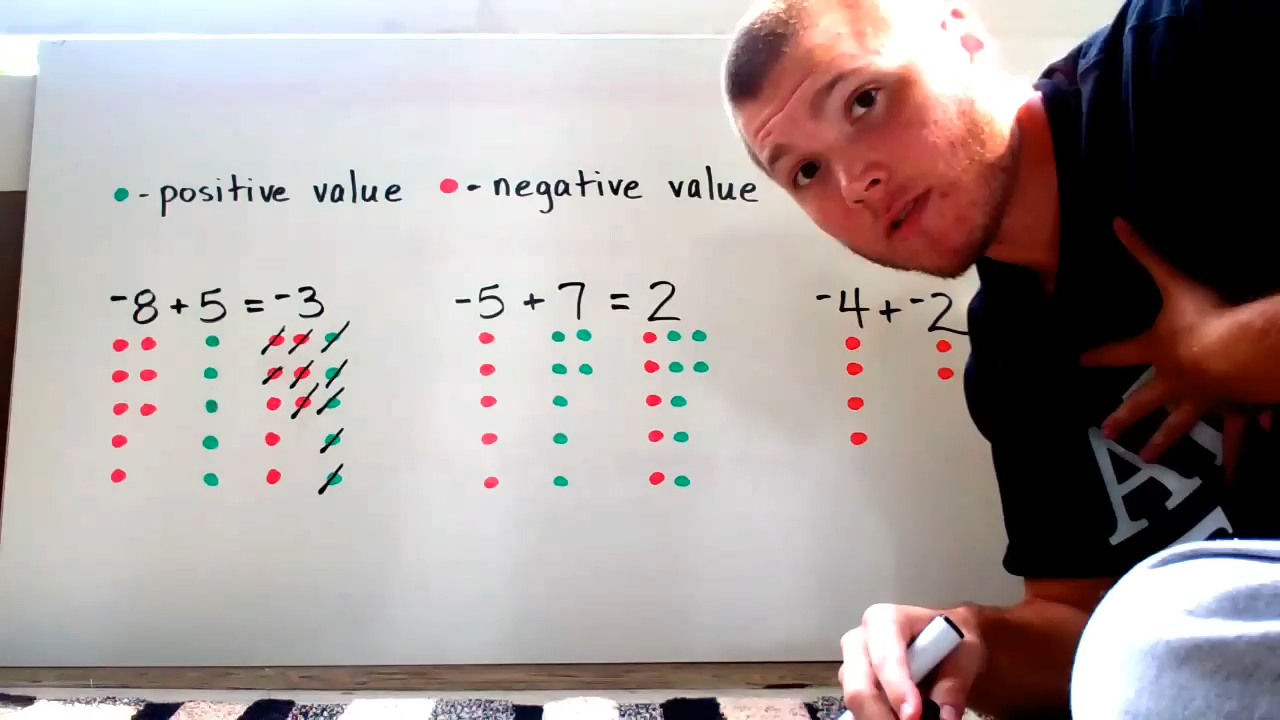 - positive value - negative value
-8 + 5 = -3 -5 + 7 = 2 -4 + -2
A